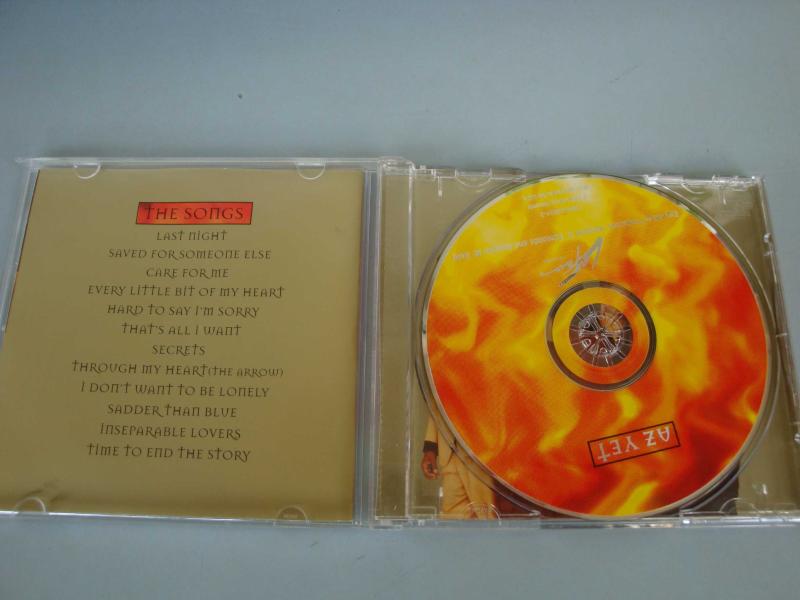 THE SONGS
LAST NIGHT
SAVED FOR SOMEONE ELSE
CARE FOR ME
EVERY LITTLE BIT OF MY HEART
HARD TO SAY I'M SORRY
THAT'S ALL I WANT
SECRETS
THROUGH MY HEART (THE ARROW)
I DON'T WANT TO BE LONELY
SADDER THAN BLUE
INSEPARABLE LOVERS
TIME TO END THE STORY
AZ YET
LaFace